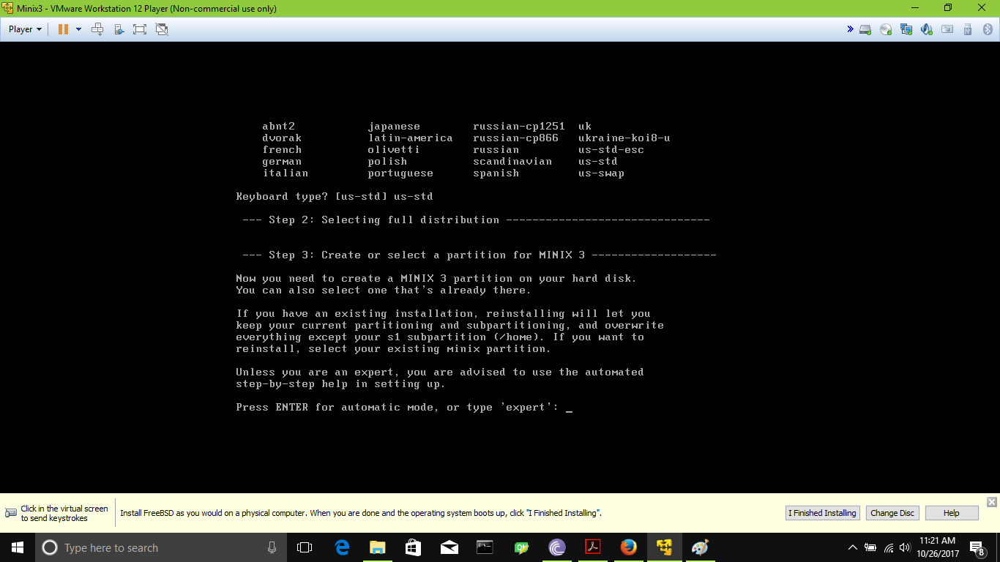 Minix3 - VMware Workstation 12 Player (Non-commercial use only)
Player
abnt2 japanese russian-cp1251 uk
dvorak latin-america russian-cp866 ukraine-koi8-u
french olivetti russian us-std-esc
german polish scandinavian us-std
italian portuguese spanish us-swap
Keyboard type? [us-std] us-std
--- Step 2: Selecting full distribution -------------------------------
--- Step 3: Create or select a partition for MINIX 3 -------------------
Now you need to create a MINIX 3 partition on your hard disk.
You can also select one that's already there.
If you have an existing installation, reinstalling will let you
keep your current partitioning and subpartitioning, and overwrite
everything except your s1 subpartition (/home). If you want to
reinstall, select your existing minix partition.
Unless you are an expert, you are advised to use the automated
step-by-step help in setting up.
Press ENTER for automatic mode, or type 'expert': _
Click in the virtual screen
to send keystrokes
Install FreeBSD as you would on a physical computer. When you are done and the operating system boots up, click "I Finished Installing".
I Finished Installing
Change Disc
Help
Type here to search
11:21 AM
10/26/2017
8